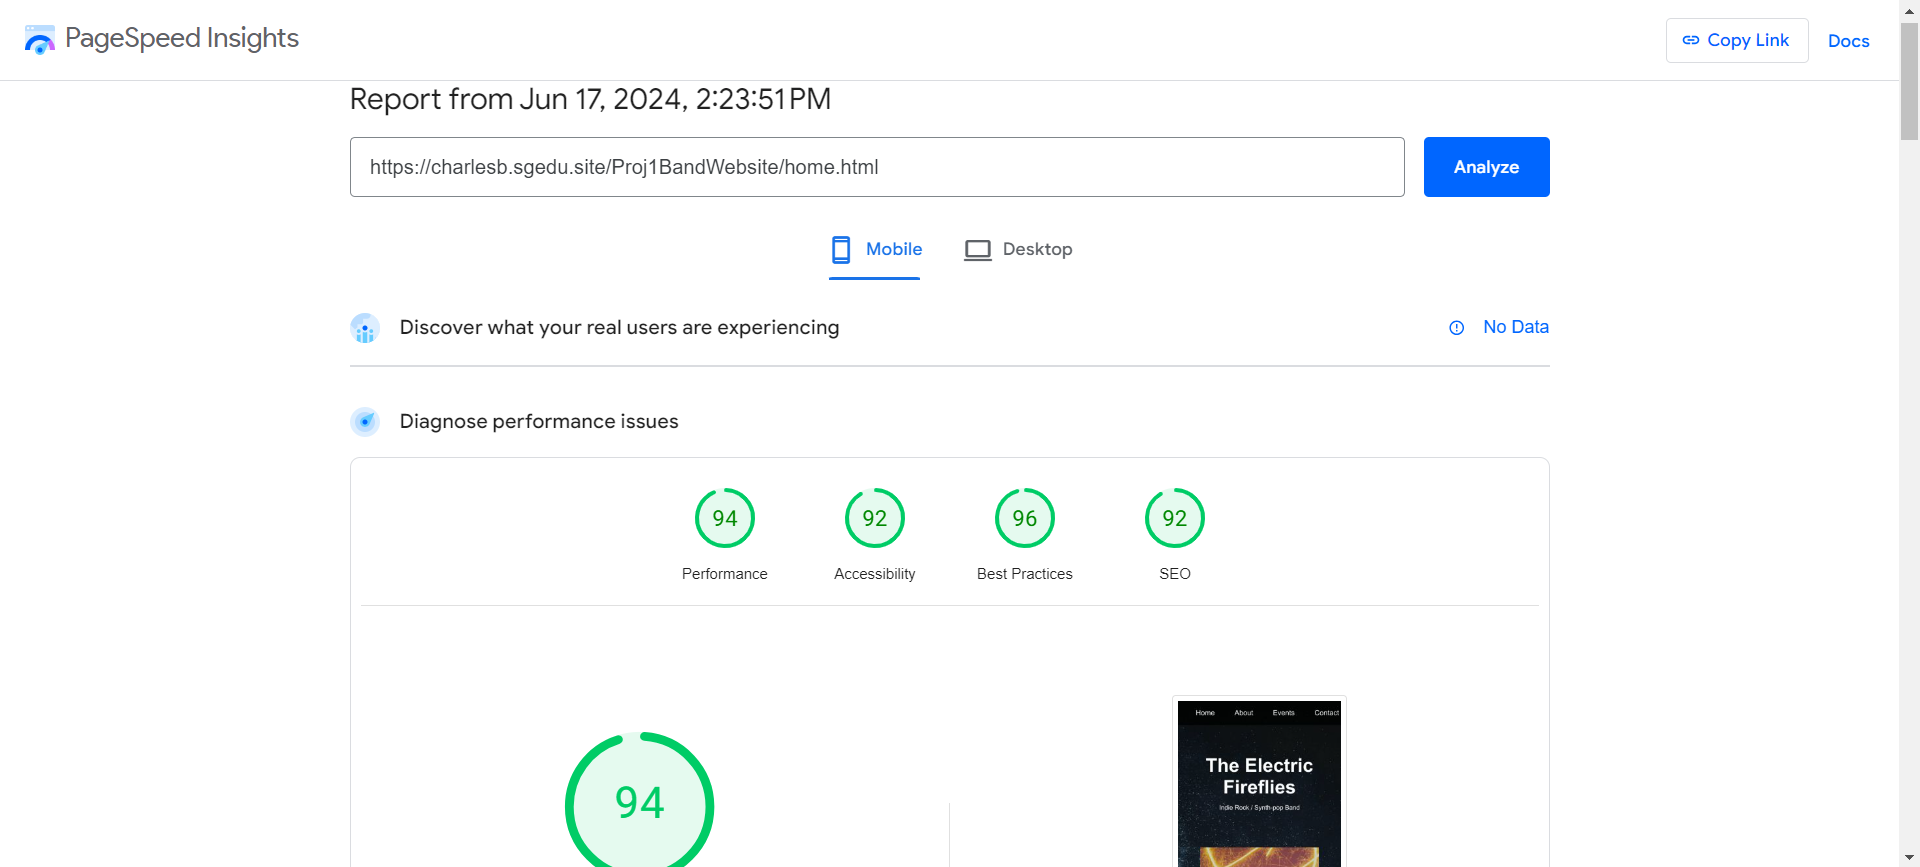 PageSpeed Insights
Copy Link
Docs
Report from Jun 17, 2024, 2:23:51 PM
https://charlesb.sgedu.site/Proj1BandWebsite/home.html
Analyze
Mobile
Desktop
Discover what your real users are experiencing
No Data
Diagnose performance issues
94
92
96
92
Performance
Accessibility
Best Practices
SEO
Home About Events Contact
The Electric
Fireflies
Indie Rock / Synth-pop Band
94